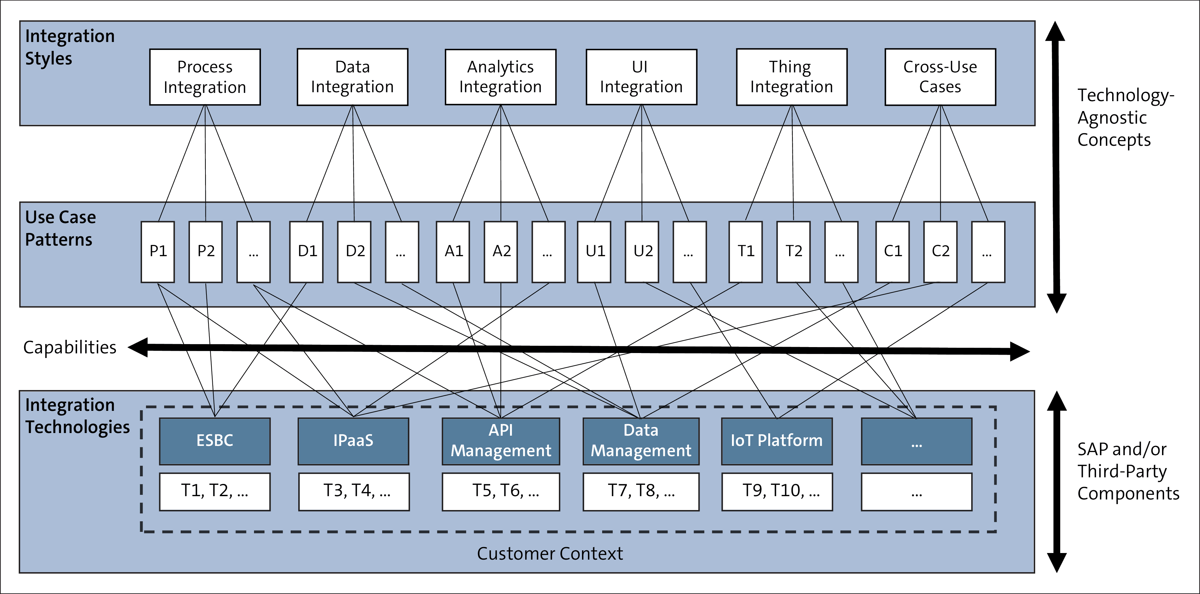 Integration
Styles
Process
Integration
Data
Integration
Analytics
Integration
UI
Integration
Thing
Integration
Cross-Use
Cases
Technology-
Agnostic
Concepts
Use Case
Patterns
P1 P2 ... D1 D2 ... A1 A2 ... U1 U2 ... T1 T2 ... C1 C2 ...
Capabilities
Integration
Technologies
ESBC
IPaaS
API
Management
Data
Management
IoT Platform
...
T1, T2, ...
T3, T4, ...
T5, T6, ...
T7, T8, ...
T9, T10, ...
...
Customer Context
SAP and/or
Third-Party
Components